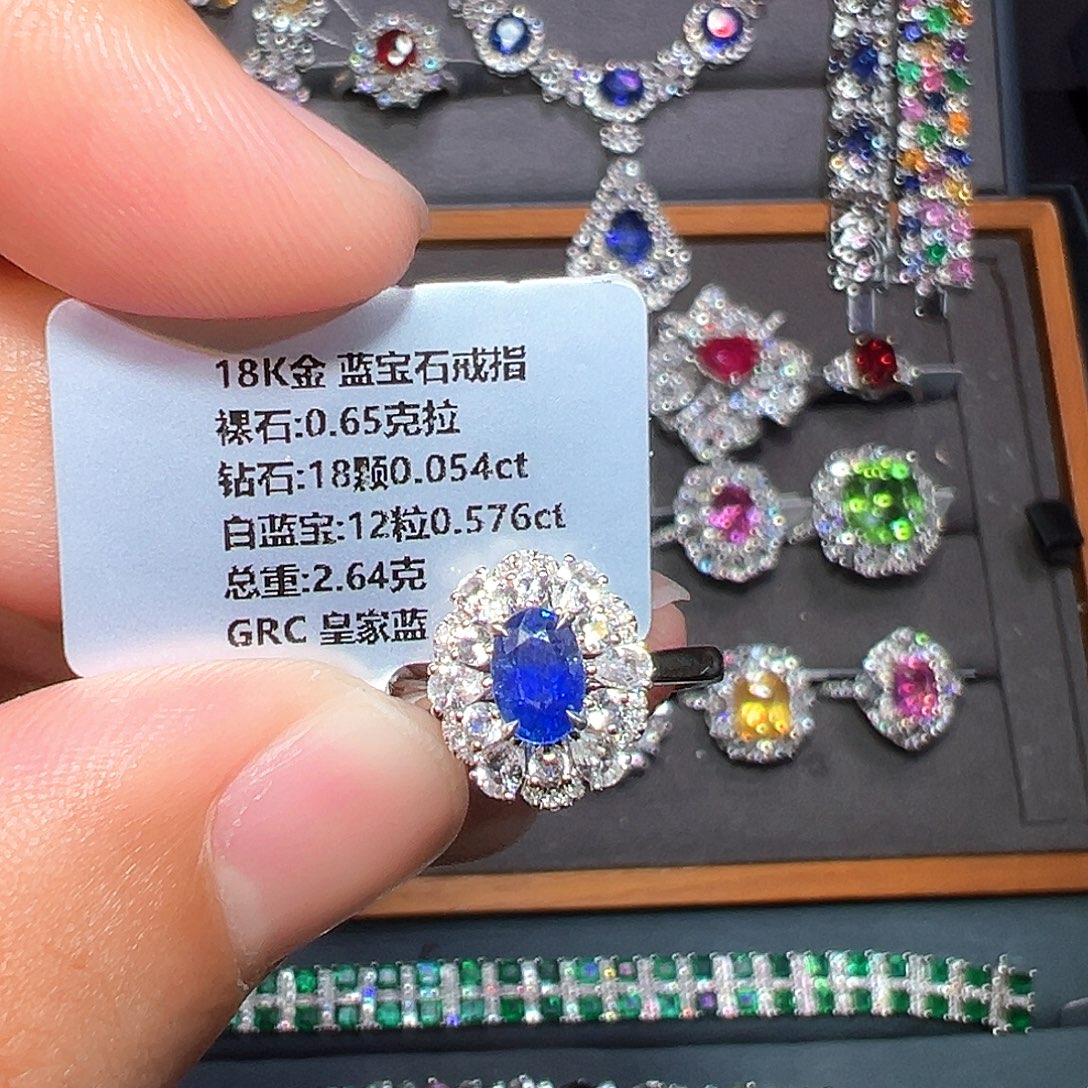 18K金 蓝宝石戒指
裸石:0.65克拉
钻石:18颗0.054ct
白蓝宝:12粒0.576ct
总重:2.64克
GRC 皇家蓝